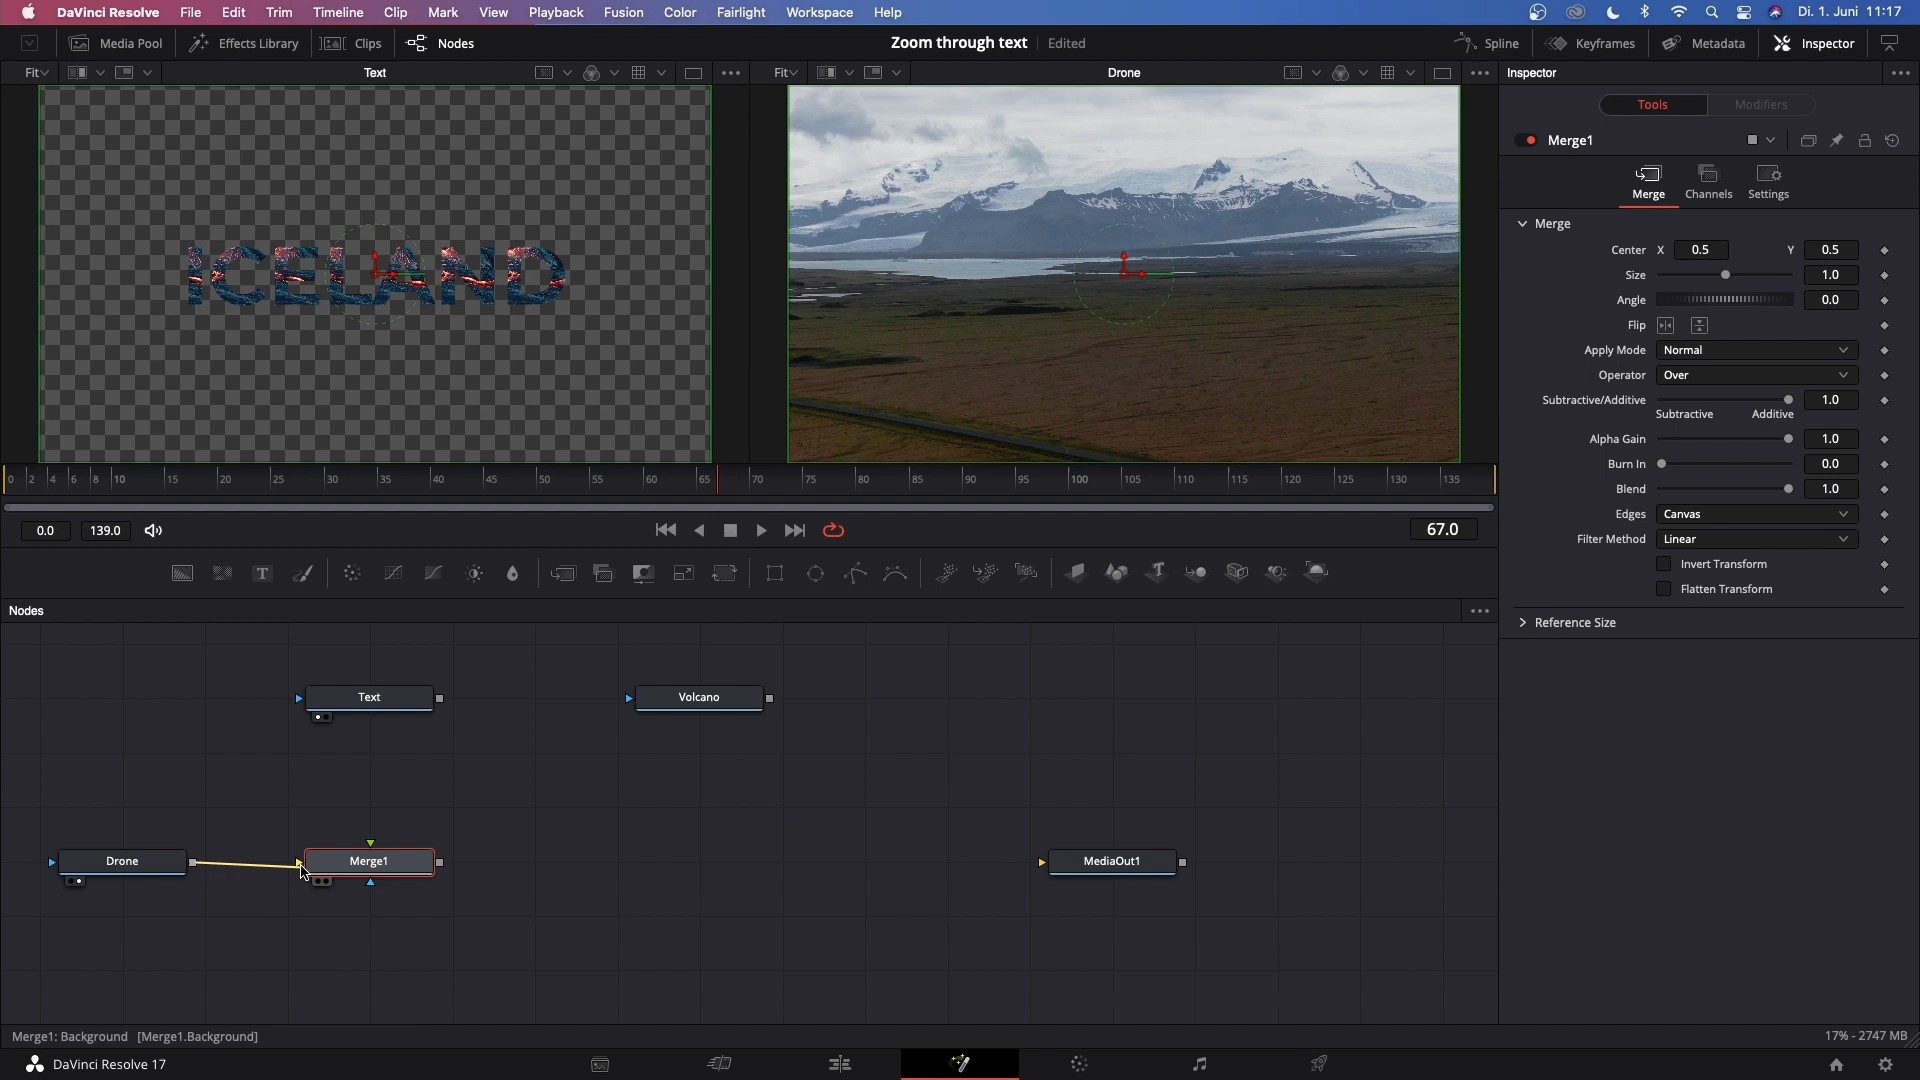 DaVinci Resolve File Edit Trim Timeline Clip Mark View Playback Fusion Color Fairlight Workspace Help Di. 1. Juni 11:17
Media Pool Effects Library Clips Nodes Zoom through text Edited Spline Keyframes Metadata Inspector
Fit Text Fit Drone Inspector
Tools Modifiers
Merge1
Merge Channels Settings
Merge
Center X 0.5 Y 0.5
Size 1.0
Angle 0.0
Flip
Apply Mode Normal
Operator Over
Subtractive/Additive 1.0
Subtractive Additive
Alpha Gain 1.0
Burn In 0.0
Blend 1.0
Edges Canvas
Filter Method Linear
Invert Transform
Flatten Transform
Reference Size
ICELAND
0 2 4 6 8 10 15 20 25 30 35 40 45 50 55 60 65 70 75 80 85 90 95 100 105 110 115 120 125 130 135
0.0 139.0 67.0
T T
Nodes
Text Volcano
Drone Merge1 MediaOut1
Merge1: Background [Merge1.Background] 17% - 2747 MB
DaVinci Resolve 17